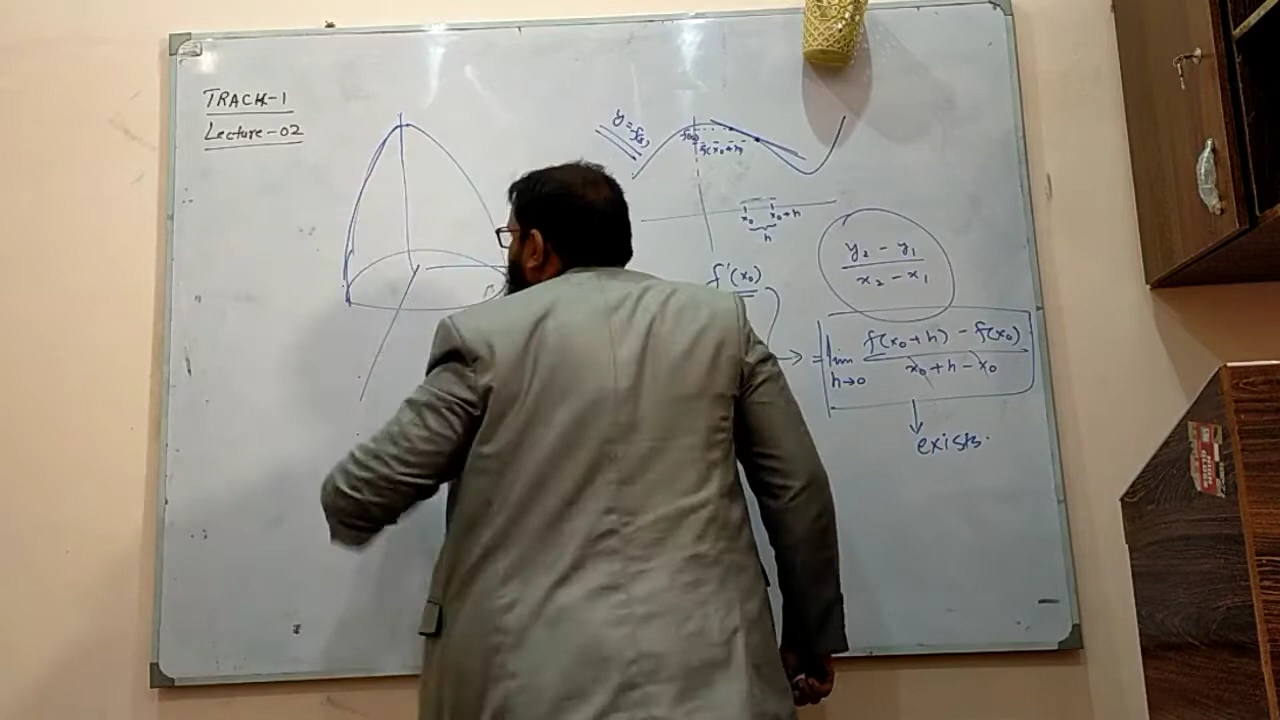 TRACK-1
Lecture-02
y = f(x)
f(x₀)
f(x₀+h)
x₀ x₀+h
h
f'(x₀)
y₂ - y₁
x₂ - x₁
= lim h→0 f(x₀+h) - f(x₀)
x₀+h-x₀
exists.